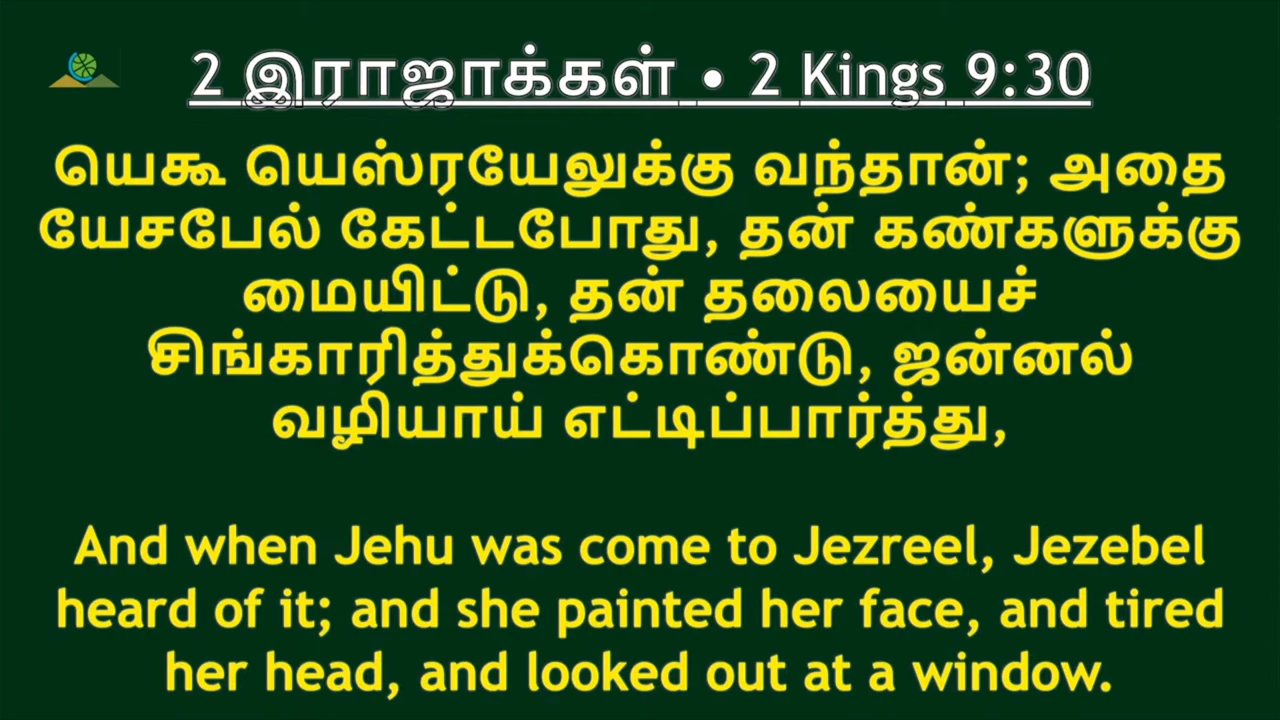 2 இராஜாக்கள் • 2 Kings 9:30
யெகூ யெஸ்ரயேலுக்கு வந்தான்; அதை
யேசபேல் கேட்டபோது, தன் கண்களுக்கு
மையிட்டு, தன் தலையைச்
சிங்காரித்துக்கொண்டு, ஜன்னல்
வழியாய் எட்டிப்பார்த்து,
And when Jehu was come to Jezreel, Jezebel
heard of it; and she painted her face, and tired
her head, and looked out at a window.